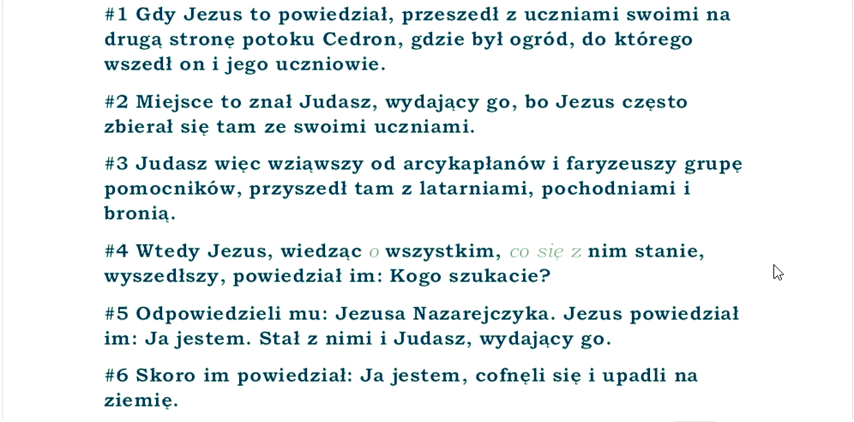 #1 Gdy Jezus to powiedział, przeszedł z uczniami swoimi na
drugą stronę potoku Cedron, gdzie był ogród, do którego
wszedł on i jego uczniowie.
#2 Miejsce to znał Judasz, wydający go, bo Jezus często
zbierał się tam ze swoimi uczniami.
#3 Judasz więc wziąwszy od arcykapłanów i faryzeuszy grupę
pomocników, przyszedł tam z latarniami, pochodniami i
bronią.
#4 Wtedy Jezus, wiedząc o wszystkim, co się z nim stanie,
wyszedłszy, powiedział im: Kogo szukacie?
#5 Odpowiedzieli mu: Jezusa Nazarejczyka. Jezus powiedział
im: Ja jestem. Stał z nimi i Judasz, wydający go.
#6 Skoro im powiedział: Ja jestem, cofnęli się i upadli na
ziemię.